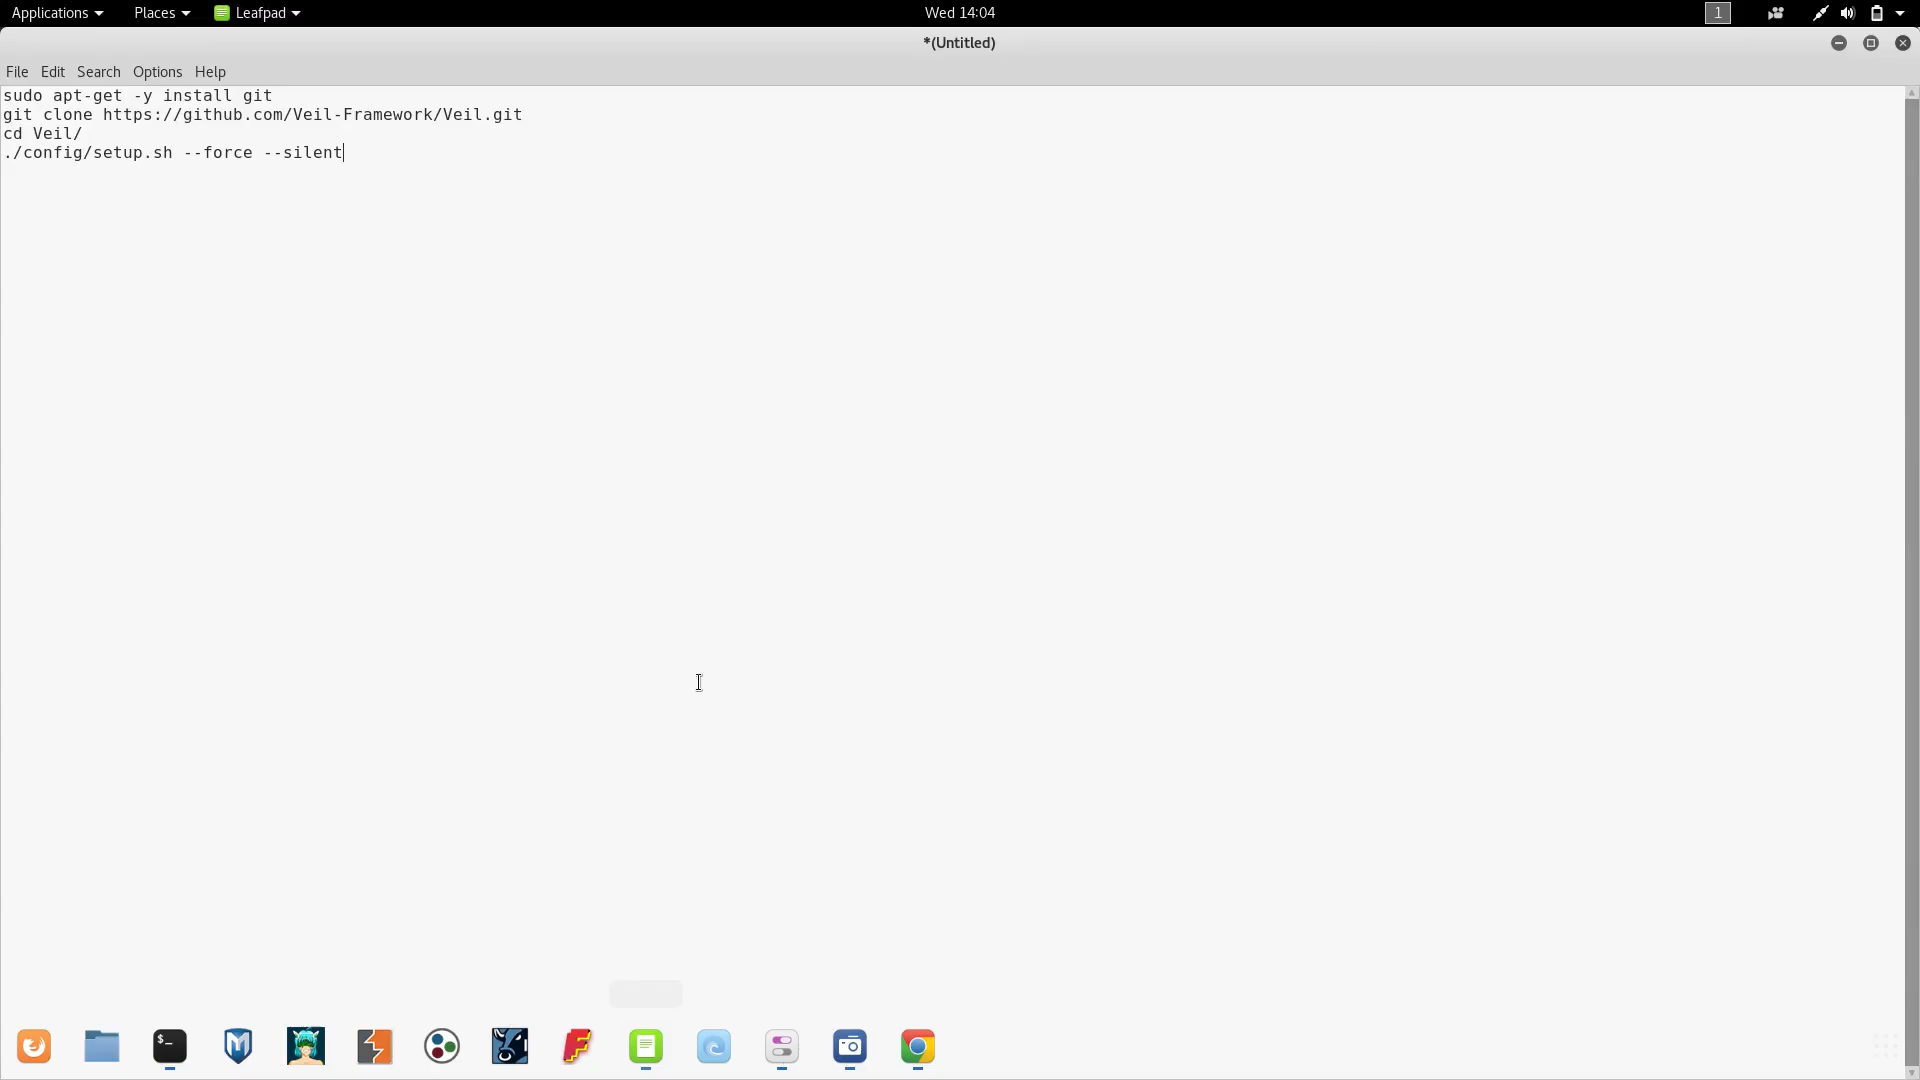 Applications Places Leafpad Wed 14:04 1
*(Untitled)
File Edit Search Options Help
sudo apt-get -y install git
git clone https://github.com/Veil-Framework/Veil.git
cd Veil/
./config/setup.sh --force --silent
$_